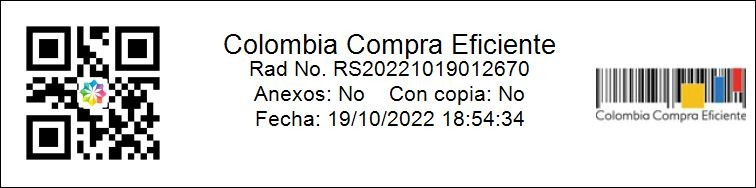 Colombia Compra Eficiente
Rad No. RS20221019012670
Anexos: No Con copia: No
Fecha: 19/10/2022 18:54:34
Colombia Compra Eficiente